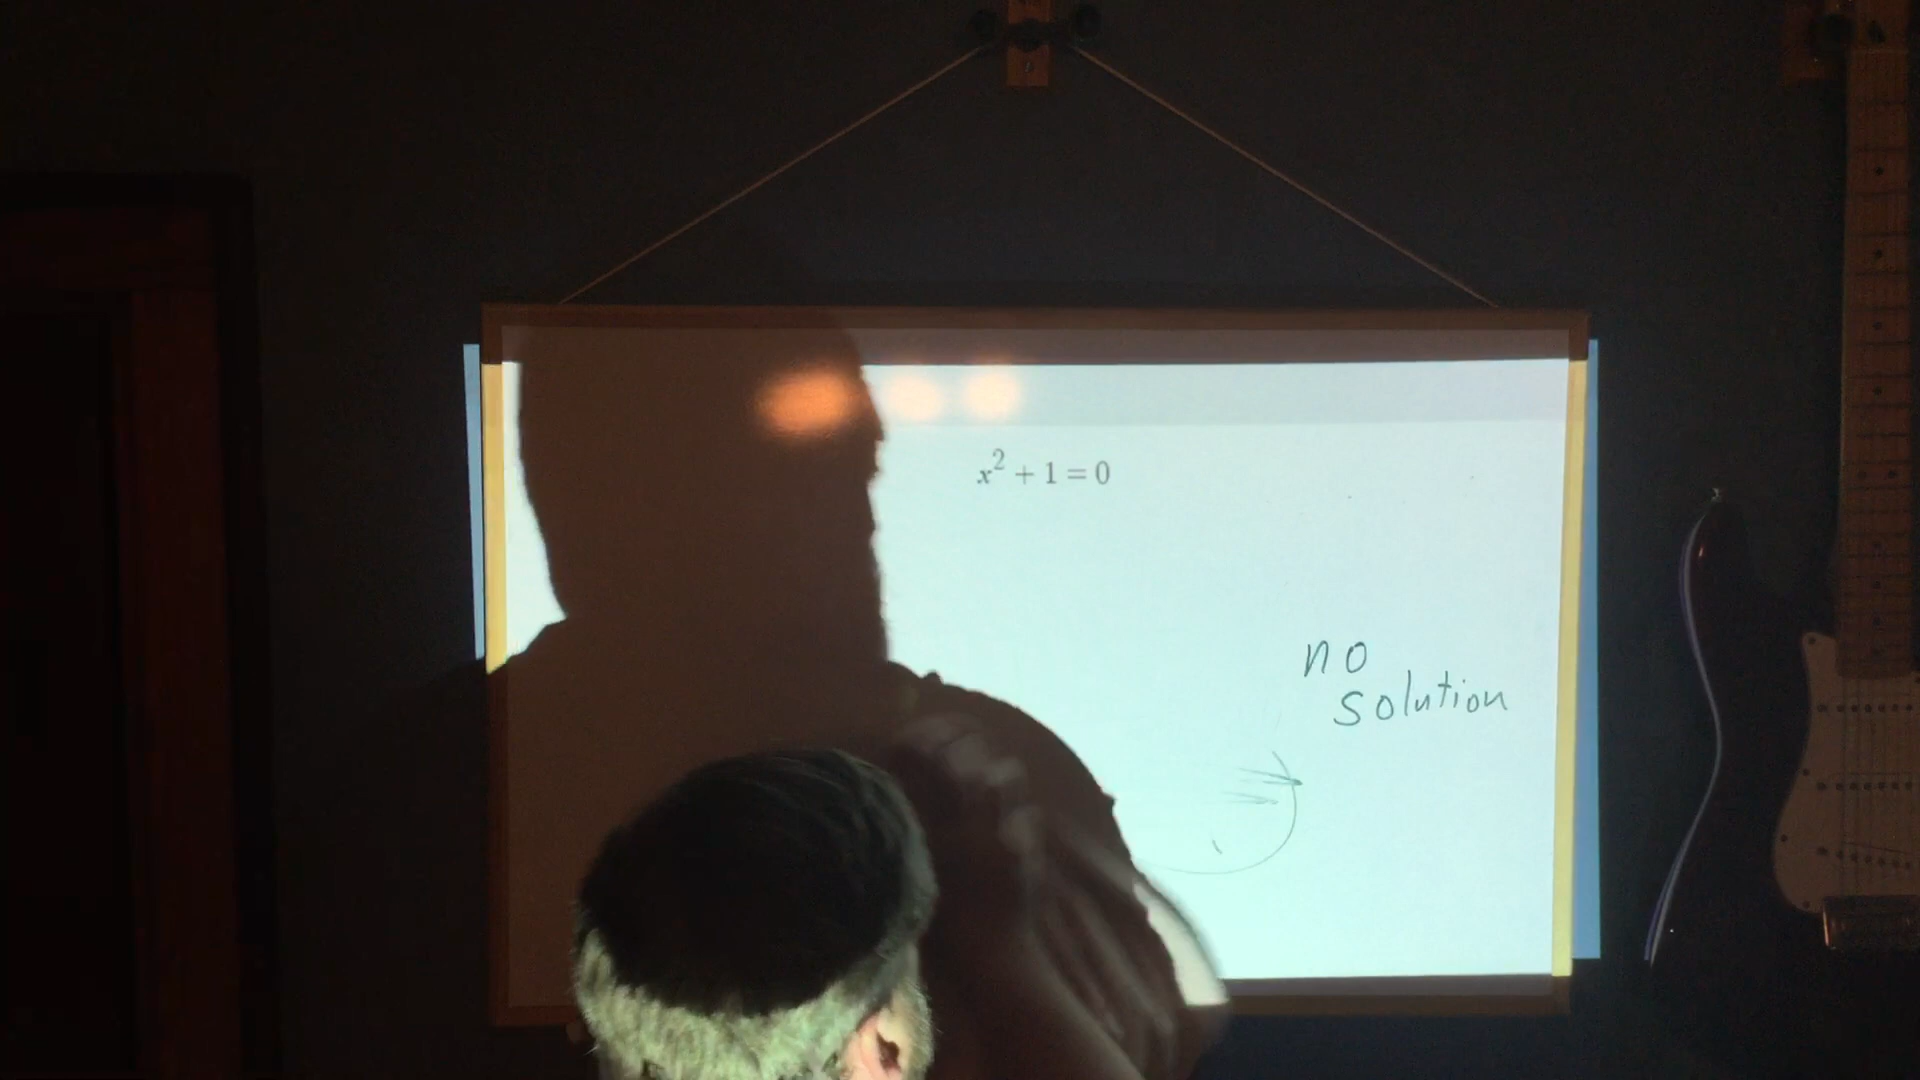 x² + 1 = 0
no
solution